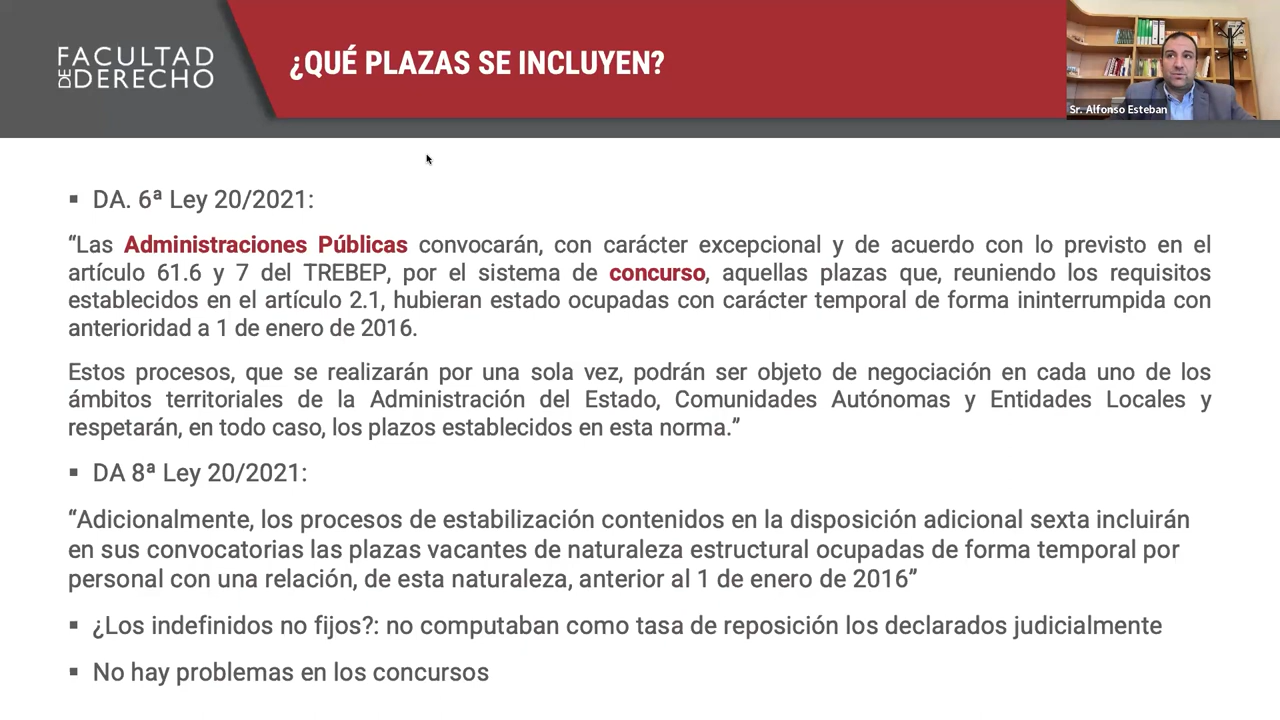 FACULTAD
DE DERECHO
¿QUÉ PLAZAS SE INCLUYEN?
Sr. Alfonso Esteban
▪ DA. 6ª Ley 20/2021:
“Las Administraciones Públicas convocarán, con carácter excepcional y de acuerdo con lo previsto en el
artículo 61.6 y 7 del TREBEP, por el sistema de concurso, aquellas plazas que, reuniendo los requisitos
establecidos en el artículo 2.1, hubieran estado ocupadas con carácter temporal de forma ininterrumpida con
anterioridad a 1 de enero de 2016.
Estos procesos, que se realizarán por una sola vez, podrán ser objeto de negociación en cada uno de los
ámbitos territoriales de la Administración del Estado, Comunidades Autónomas y Entidades Locales y
respetarán, en todo caso, los plazos establecidos en esta norma.”
▪ DA 8ª Ley 20/2021:
“Adicionalmente, los procesos de estabilización contenidos en la disposición adicional sexta incluirán
en sus convocatorias las plazas vacantes de naturaleza estructural ocupadas de forma temporal por
personal con una relación, de esta naturaleza, anterior al 1 de enero de 2016”
▪ ¿Los indefinidos no fijos?: no computaban como tasa de reposición los declarados judicialmente
▪ No hay problemas en los concursos